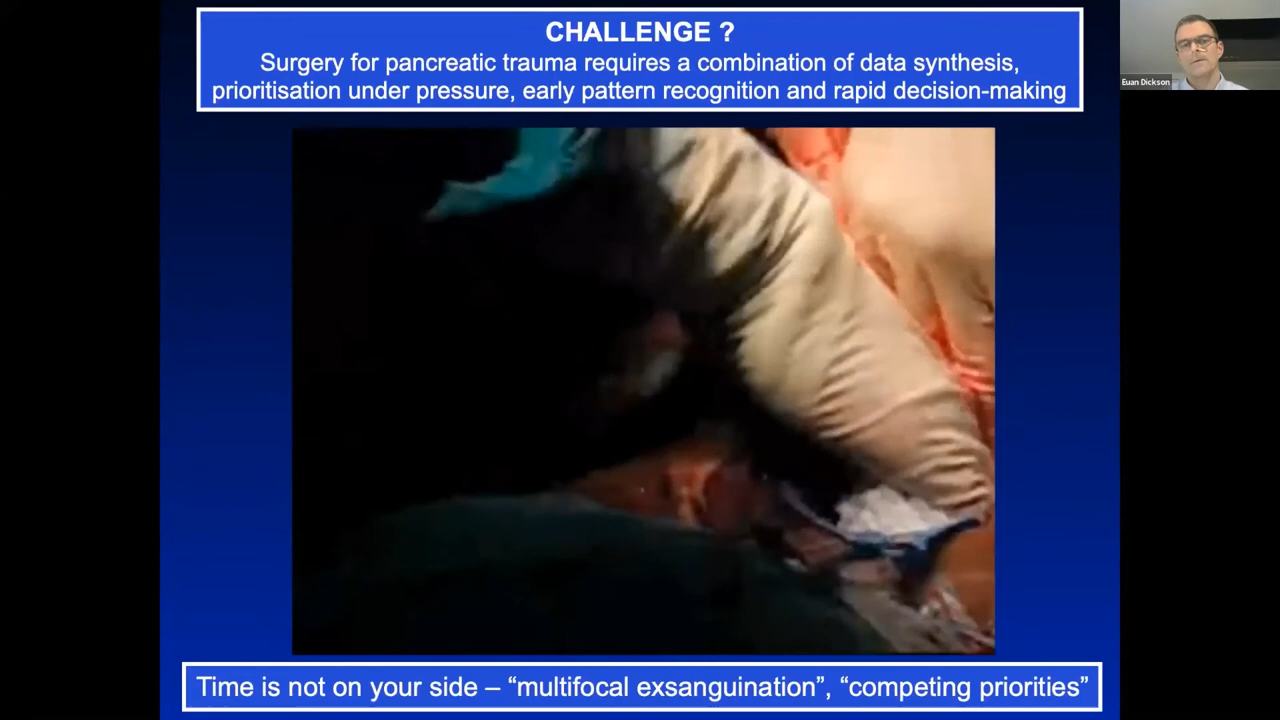 CHALLENGE ?
Surgery for pancreatic trauma requires a combination of data synthesis,
prioritisation under pressure, early pattern recognition and rapid decision-making
Euan Dickson
Time is not on your side – “multifocal exsanguination”, “competing priorities”